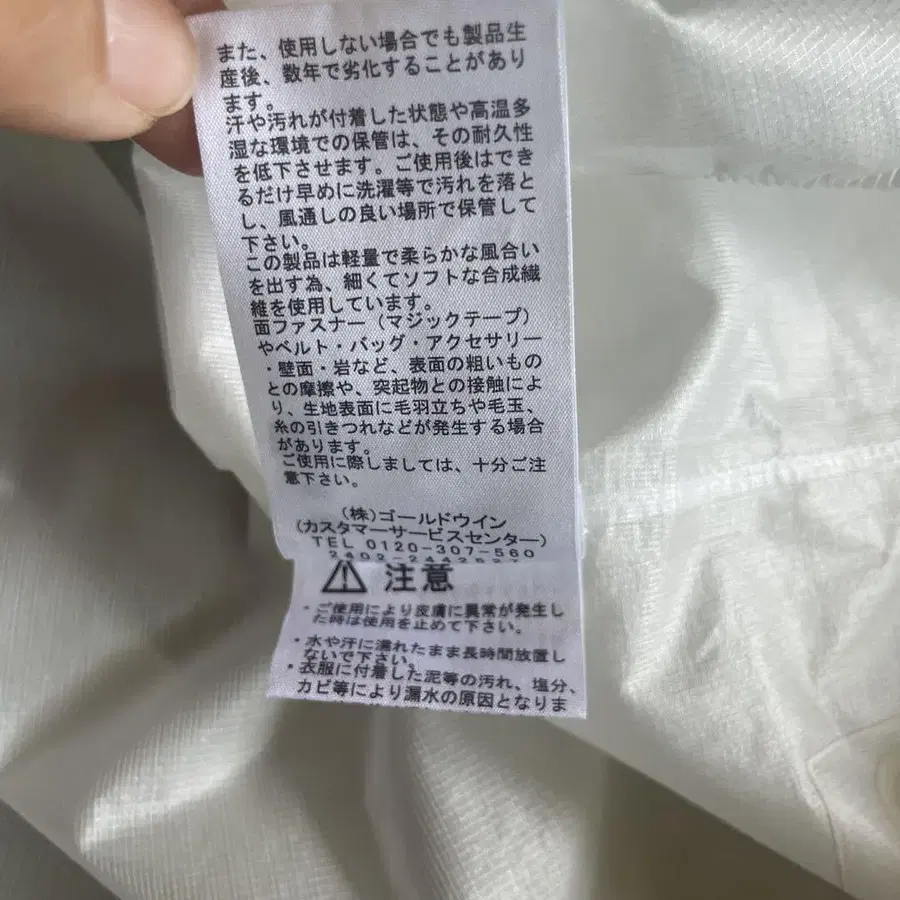 また、使用しない場合でも製品生
産後、数年で劣化することがあり
ます。
汗や汚れが付着した状態や高温多
湿な環境での保管は、その耐久性
を低下させます。ご使用後はでき
るだけ早めに洗濯等で汚れを落と
し、風通しの良い場所で保管して
下さい。
この製品は軽量で柔らかな風合い
を出す為、細くてソフトな合成繊
維を使用しています。
面ファスナー（マジックテープ）
やベルト・バッグ・アクセサリー
・壁面・岩など、表面の粗いもの
との摩擦や、突起物との接触によ
り、生地表面に毛羽立ちや毛玉、
糸の引きつれなどが発生する場合
があります。
ご使用に際しましては、十分ご注
意下さい。
（株）ゴールドウイン
（カスタマーサービスセンター）
TEL 0120-307-560
⚠ 注意
・ご使用により皮膚に異常が発生し
た時は使用を止めて下さい。
・水や汗に濡れたまま長時間放置し
ないで下さい。
・衣服に付着した泥等の汚れ、塩分、
カビ等により漏水の原因となりま